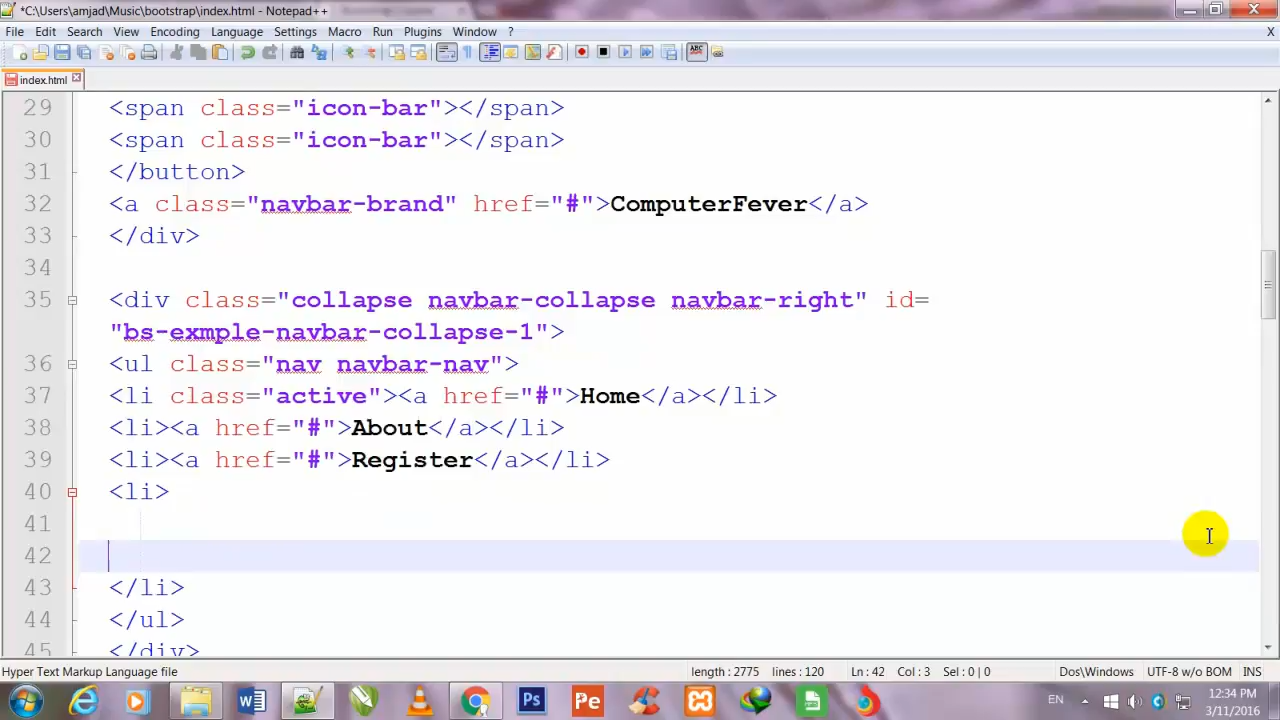 *C:\Users\amjad\Music\bootstrap\index.html - Notepad++
File Edit Search View Encoding Language Settings Macro Run Plugins Window ? X
index.html
29 <span class="icon-bar"></span>
30 <span class="icon-bar"></span>
31 </button>
32 <a class="navbar-brand" href="#">ComputerFever</a>
33 </div>
34
35 <div class="collapse navbar-collapse navbar-right" id=
"bs-exmple-navbar-collapse-1">
36 <ul class="nav navbar-nav">
37 <li class="active"><a href="#">Home</a></li>
38 <li><a href="#">About</a></li>
39 <li><a href="#">Register</a></li>
40 <li>
41
42
43 </li>
44 </ul>
45 </div>
Hyper Text Markup Language file length : 2775 lines : 120 Ln : 42 Col : 3 Sel : 0 | 0 Dos\Windows UTF-8 w/o BOM INS
EN 12:34 PM
3/11/2016